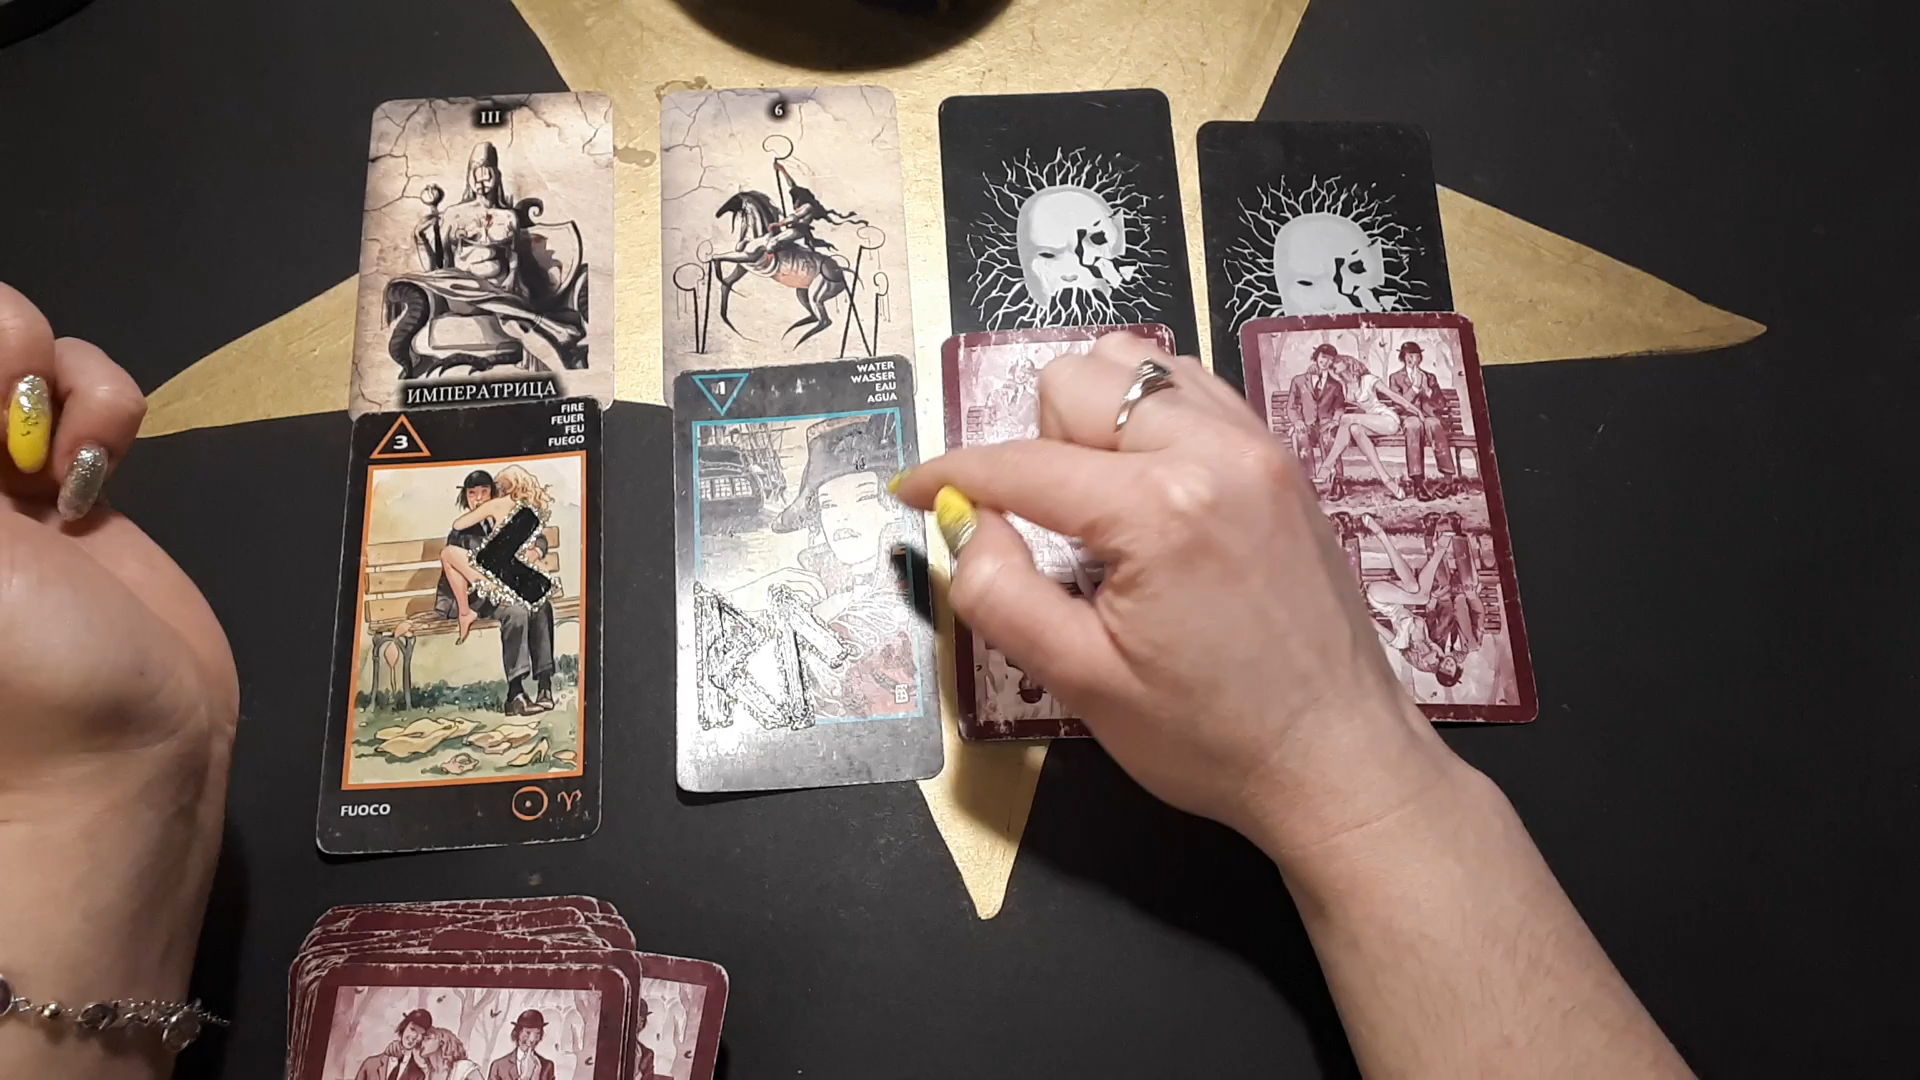 III
6
ИМПЕРАТРИЦА
3
FIRE
FEUER
FEU
FUEGO
WATER
WASSER
EAU
AGUA
FUOCO